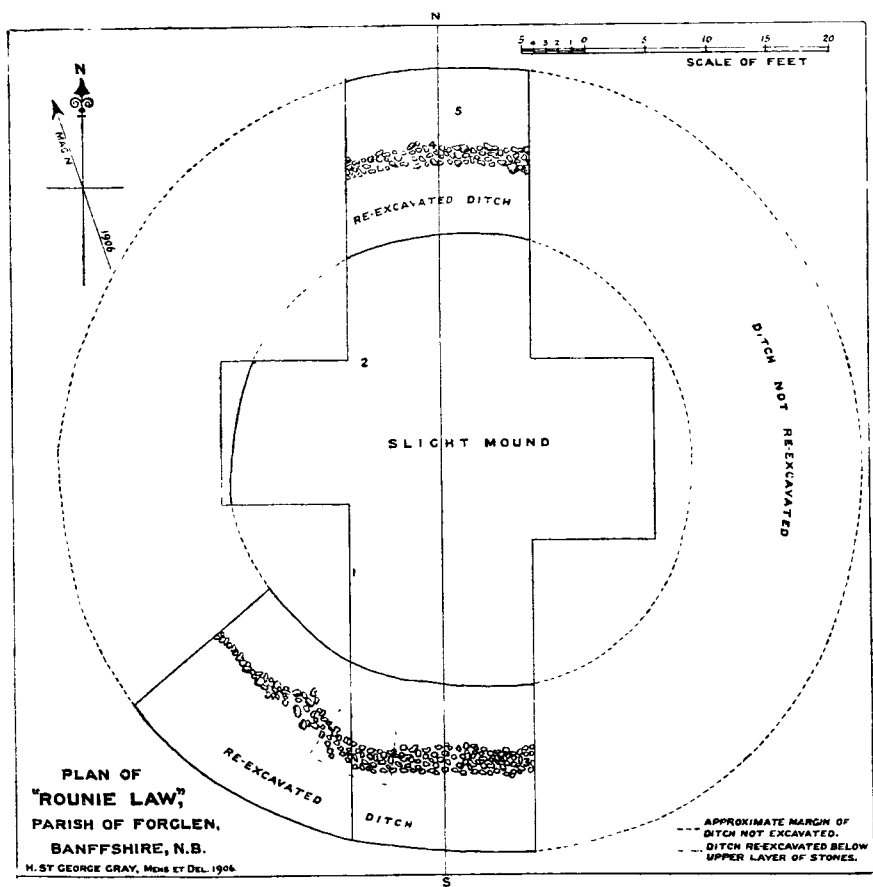 N
5 4 3 2 1 0 5 10 15 20
SCALE OF FEET
N
MAG N
1906
5
4
RE-EXCAVATED DITCH
2
SLIGHT MOUND
DITCH NOT RE-EXCAVATED
1
3
RE-EXCAVATED DITCH
PLAN OF
"ROUNIE LAW,"
PARISH OF FORGLEN,
BANFFSHIRE, N.B.
H. ST GEORGE GRAY, MENS ET DEL. 1906.
APPROXIMATE MARGIN OF
DITCH NOT EXCAVATED.
DITCH RE-EXCAVATED BELOW
UPPER LAYER OF STONES.
S